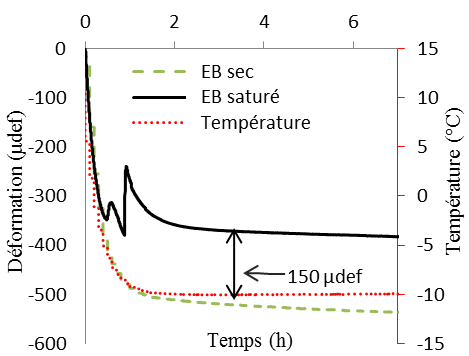 0 2 4 6
0 15
-100 10
-200 5
-300 0
-400 -5
-500 -10
-600 -15
EB sec
EB saturé
Température
150 µdef
Déformation (µdef)
Température (°C)
Temps (h)